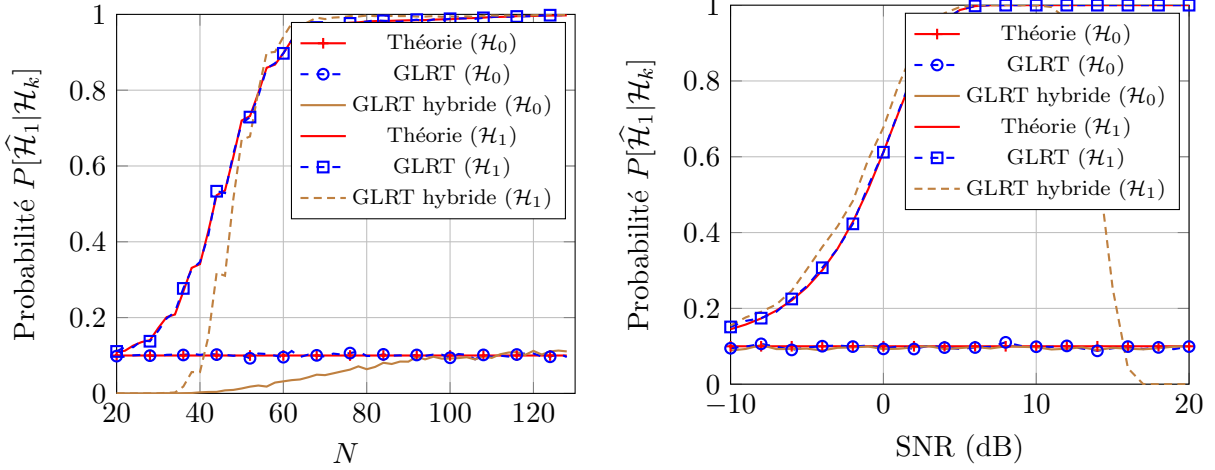 1
0.8
0.6
0.4
0.2
0
20
40
60
80
100
120
N
Probabilité P[Ĥ₁|Hₖ]
Théorie (H₀)
GLRT (H₀)
GLRT hybride (H₀)
Théorie (H₁)
GLRT (H₁)
GLRT hybride (H₁)
1
0.8
0.6
0.4
0.2
0
−10
0
10
20
SNR (dB)
Probabilité P[Ĥ₁|Hₖ]
Théorie (H₀)
GLRT (H₀)
GLRT hybride (H₀)
Théorie (H₁)
GLRT (H₁)
GLRT hybride (H₁)